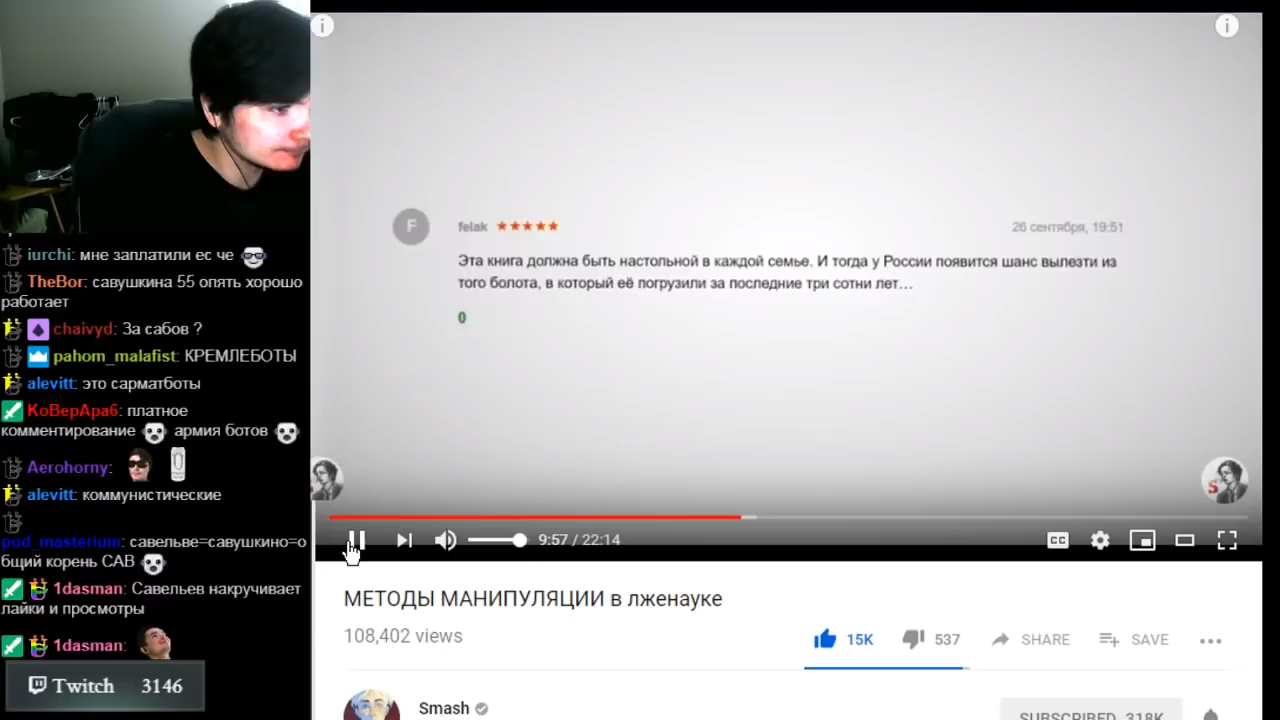 iurchi: мне заплатили ес че
TheBor: савушкина 55 опять хорошо
работает
chaivyd: За сабов ?
pahom_malafist: КРЕМЛЕБОТЫ
alevitt: это сарматботы
KoBepApa6: платное
комментирование армия ботов
Aerohorny:
alevitt: коммунистические
pod_masterium: савельве=савушкино=о
бщий корень САВ
1dasman: Савельев накручивает
лайки и просмотры
1dasman:
Twitch 3146
F
felak
26 сентября, 19:51
Эта книга должна быть настольной в каждой семье. И тогда у России появится шанс вылезти из
того болота, в который её погрузили за последние три сотни лет...
0
S
9:57 / 22:14
CC
МЕТОДЫ МАНИПУЛЯЦИИ в лженауке
108,402 views
15K
537
SHARE
SAVE
Smash
SUBSCRIBED 318K